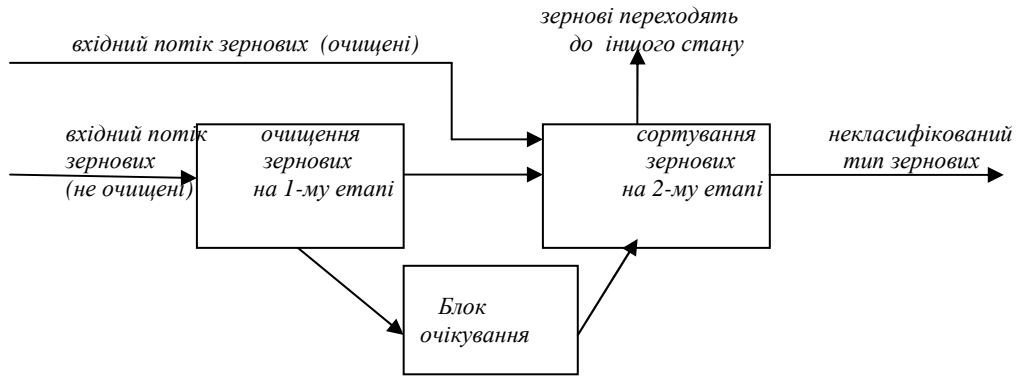 зернові переходять
до іншого стану
вхідний потік зернових (очищені)
вхідний потік
зернових
(не очищені)
очищення
зернових
на 1-му етапі
сортування
зернових
на 2-му етапі
некласифікований
тип зернових
Блок
очікування